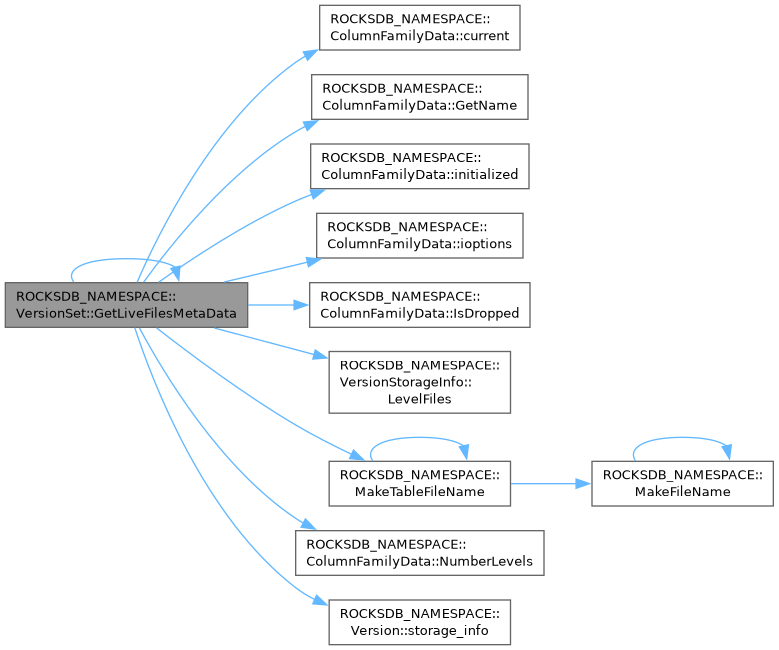 ROCKSDB_NAMESPACE::
ColumnFamilyData::current
ROCKSDB_NAMESPACE::
ColumnFamilyData::GetName
ROCKSDB_NAMESPACE::
ColumnFamilyData::initialized
ROCKSDB_NAMESPACE::
ColumnFamilyData::ioptions
ROCKSDB_NAMESPACE::
VersionSet::GetLiveFilesMetaData
ROCKSDB_NAMESPACE::
ColumnFamilyData::IsDropped
ROCKSDB_NAMESPACE::
VersionStorageInfo::
LevelFiles
ROCKSDB_NAMESPACE::
MakeTableFileName
ROCKSDB_NAMESPACE::
MakeFileName
ROCKSDB_NAMESPACE::
ColumnFamilyData::NumberLevels
ROCKSDB_NAMESPACE::
Version::storage_info